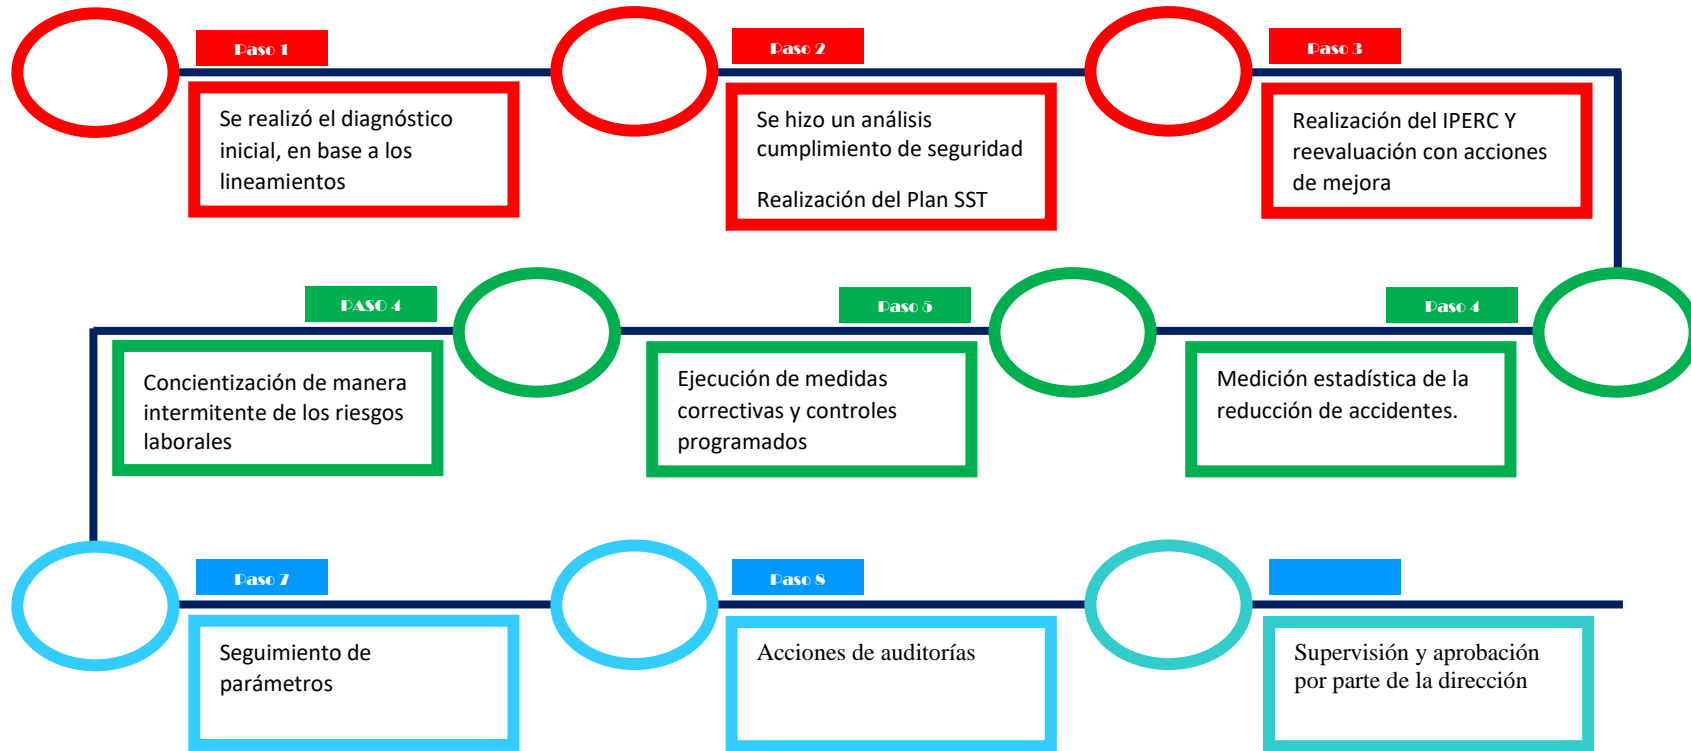 Paso 1
Se realizó el diagnóstico
inicial, en base a los
lineamientos
Paso 2
Se hizo un análisis
cumplimiento de seguridad
Realización del Plan SST
Paso 3
Realización del IPERC Y
reevaluación con acciones
de mejora
PASO 4
Concientización de manera
intermitente de los riesgos
laborales
Paso 5
Ejecución de medidas
correctivas y controles
programados
Paso 4
Medición estadística de la
reducción de accidentes.
Paso 7
Seguimiento de
parámetros
Paso 8
Acciones de auditorías
Supervisión y aprobación
por parte de la dirección